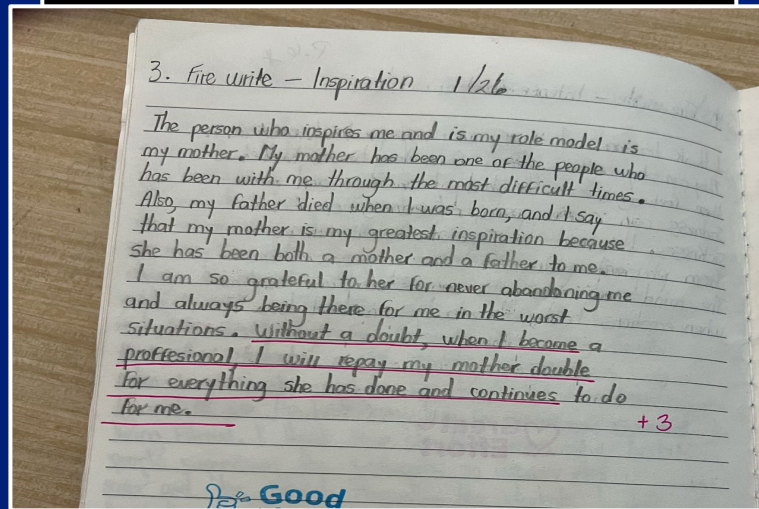 3. Fire write - Inspiration 1/26
The person who inspires me and is my role model is
my mother. My mother has been one of the people who
has been with me through the most difficult times.
Also, my father died when I was born, and I say
that my mother is my greatest inspiration because
she has been both a mother and a father to me.
I am so grateful to her for never abandoning me
and always being there for me in the worst
situations. Without a doubt, when I become a
proffesional, I will repay my mother double
for everything she has done and continues to do
for me.
+3
Good